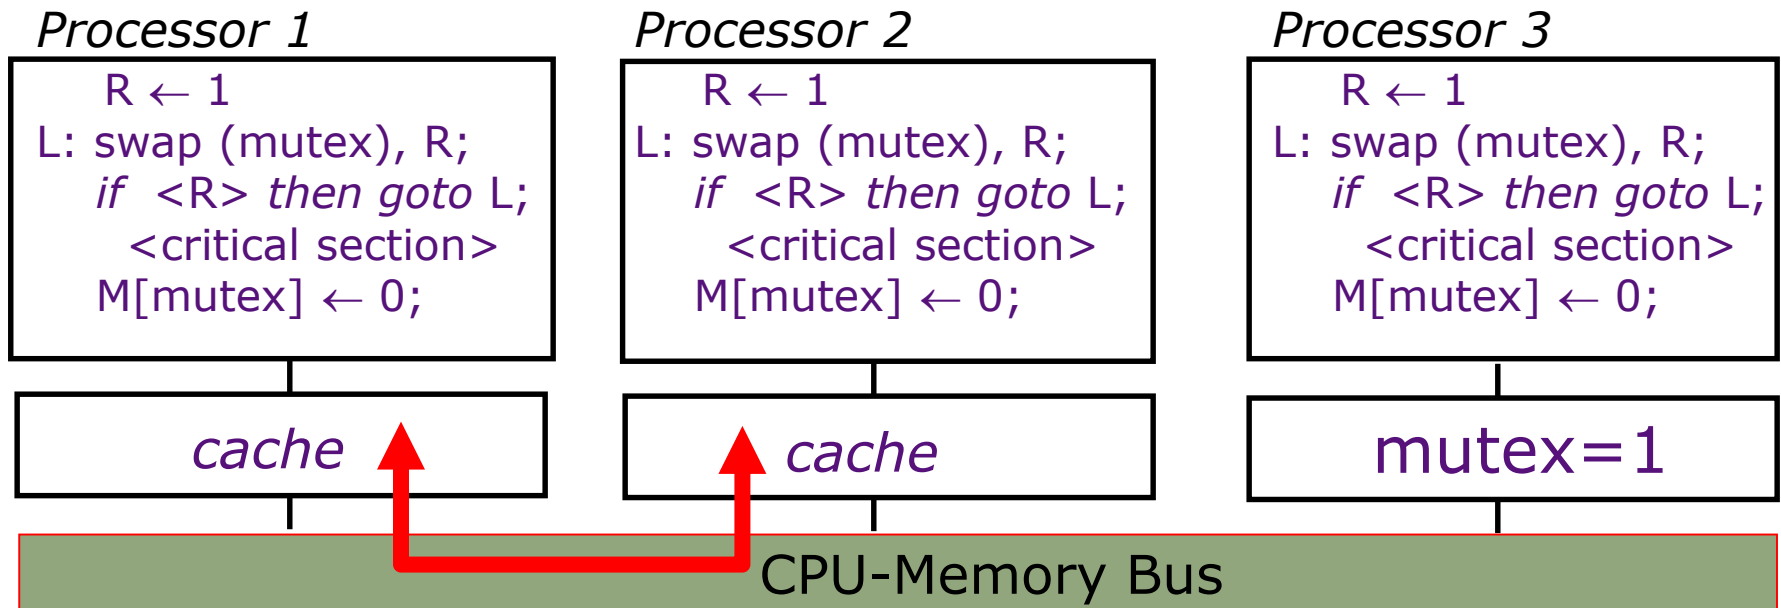 Processor 1
R ← 1
L: swap (mutex), R;
if <R> then goto L;
<critical section>
M[mutex] ← 0;
cache
Processor 2
R ← 1
L: swap (mutex), R;
if <R> then goto L;
<critical section>
M[mutex] ← 0;
cache
Processor 3
R ← 1
L: swap (mutex), R;
if <R> then goto L;
<critical section>
M[mutex] ← 0;
mutex=1
CPU-Memory Bus